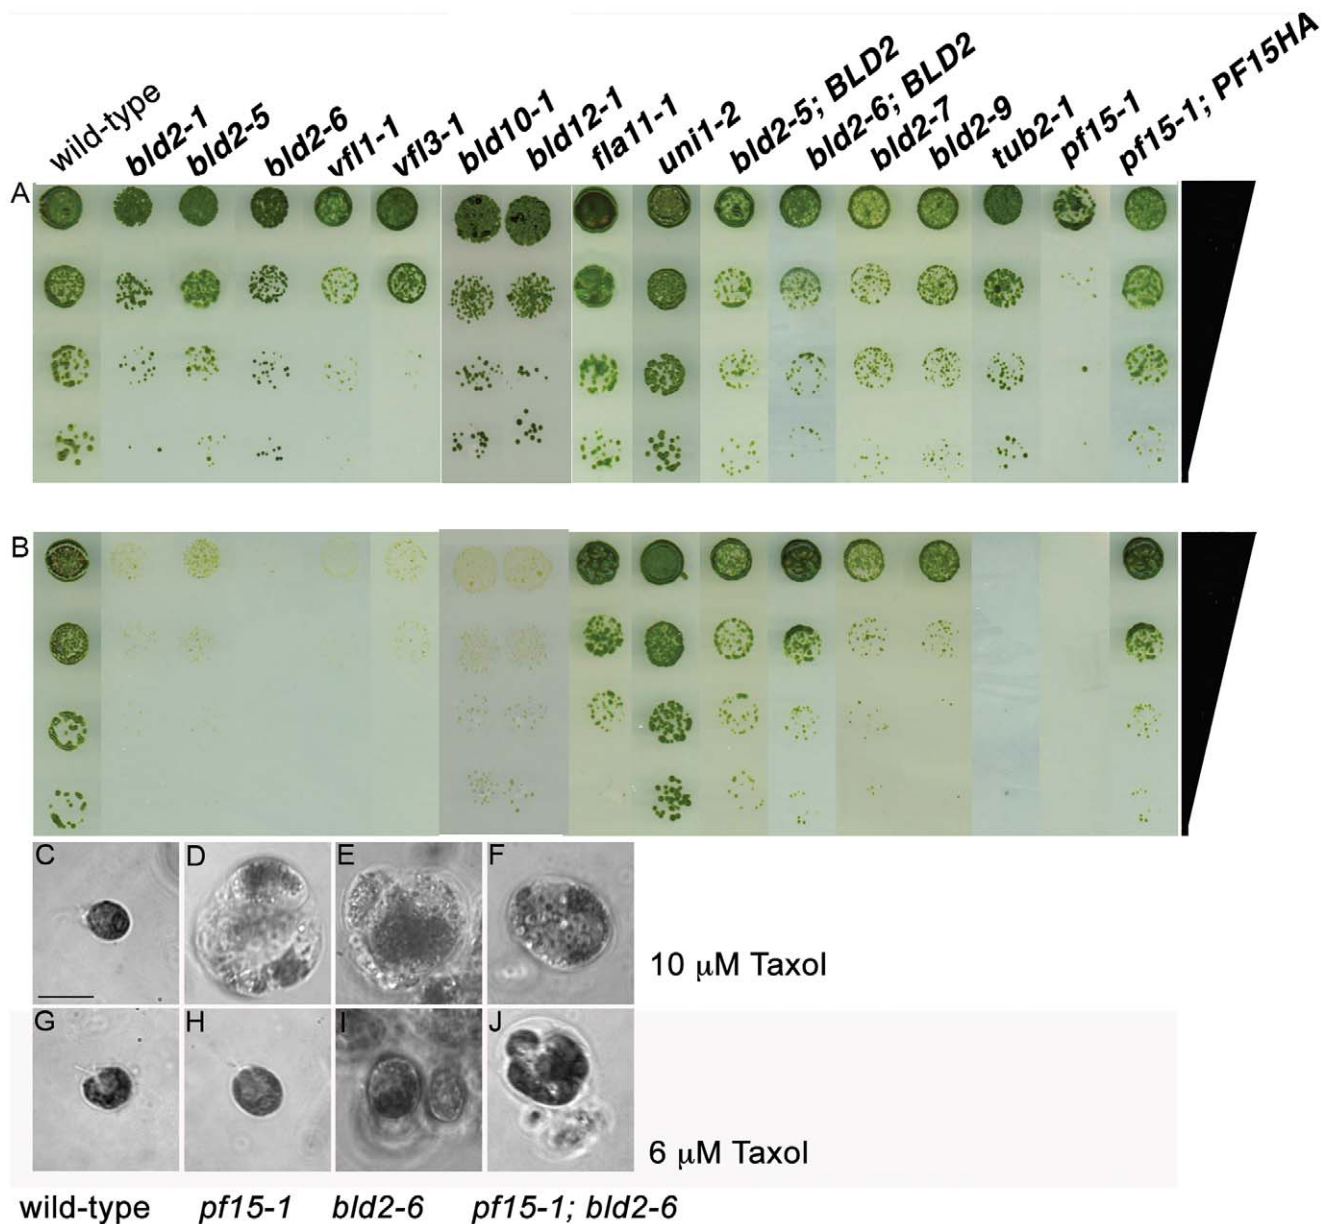 wild-type bld2-1 bld2-5 bld2-6 vfl1-1 vfl3-1 bld10-1 bld12-1 fla11-1 uni1-2 bld2-5; BLD2 bld2-6; BLD2 bld2-7 bld2-9 tub2-1 pf15-1 pf15-1; PF15HA
A
B
C D E F
10 μM Taxol
G H I J
6 μM Taxol
wild-type pf15-1 bld2-6 pf15-1; bld2-6